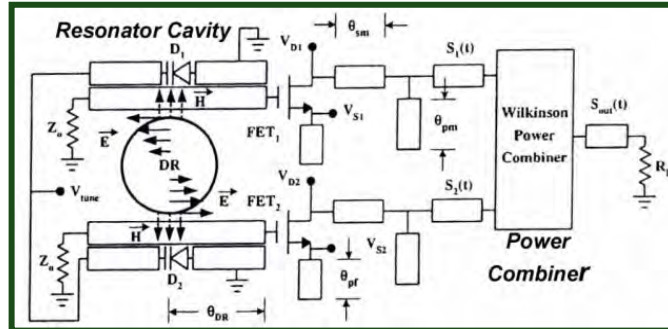 Resonator Cavity
D1
θsm
VD1
S1(t)
H
VS1
Zo
E
FET1
θpm
Wilkinson
Power
Combiner
Sout(t)
DR
Vtune
E
FET2
VD2
S2(t)
H
VS2
Power
Combiner
Zo
D2
θpf
θDR